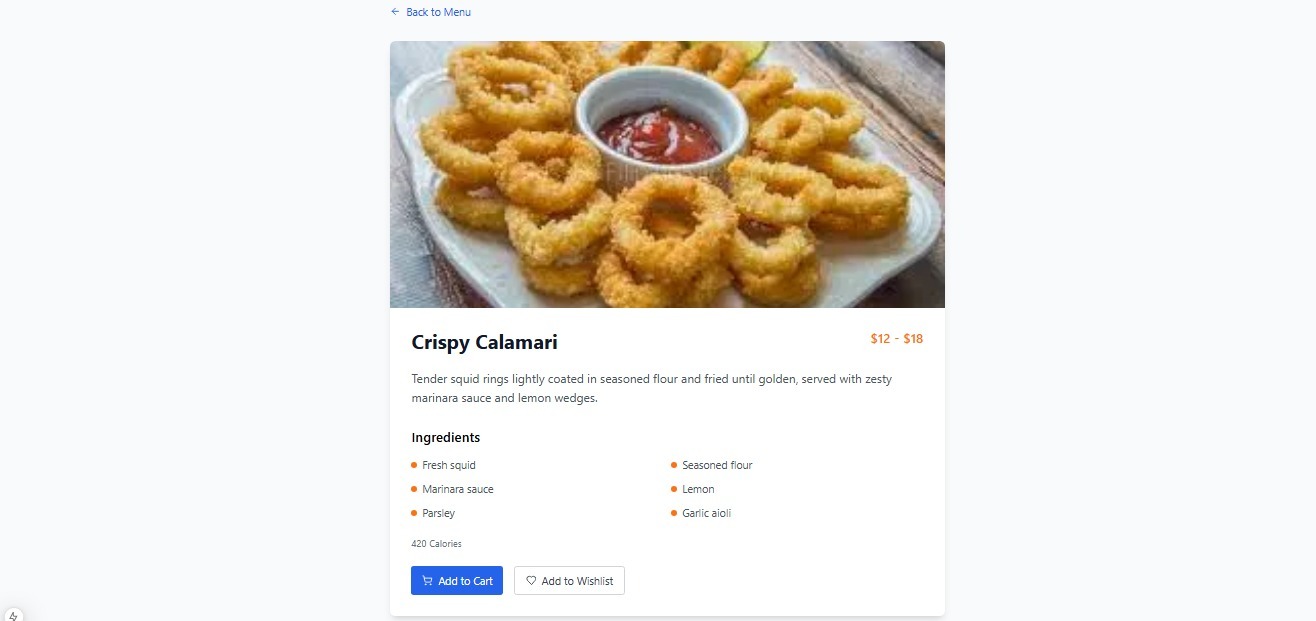 Back to Menu
Crispy Calamari
$12 - $18
Tender squid rings lightly coated in seasoned flour and fried until golden, served with zesty
marinara sauce and lemon wedges.
Ingredients
Fresh squid
Seasoned flour
Marinara sauce
Lemon
Parsley
Garlic aioli
420 Calories
Add to Cart
Add to Wishlist